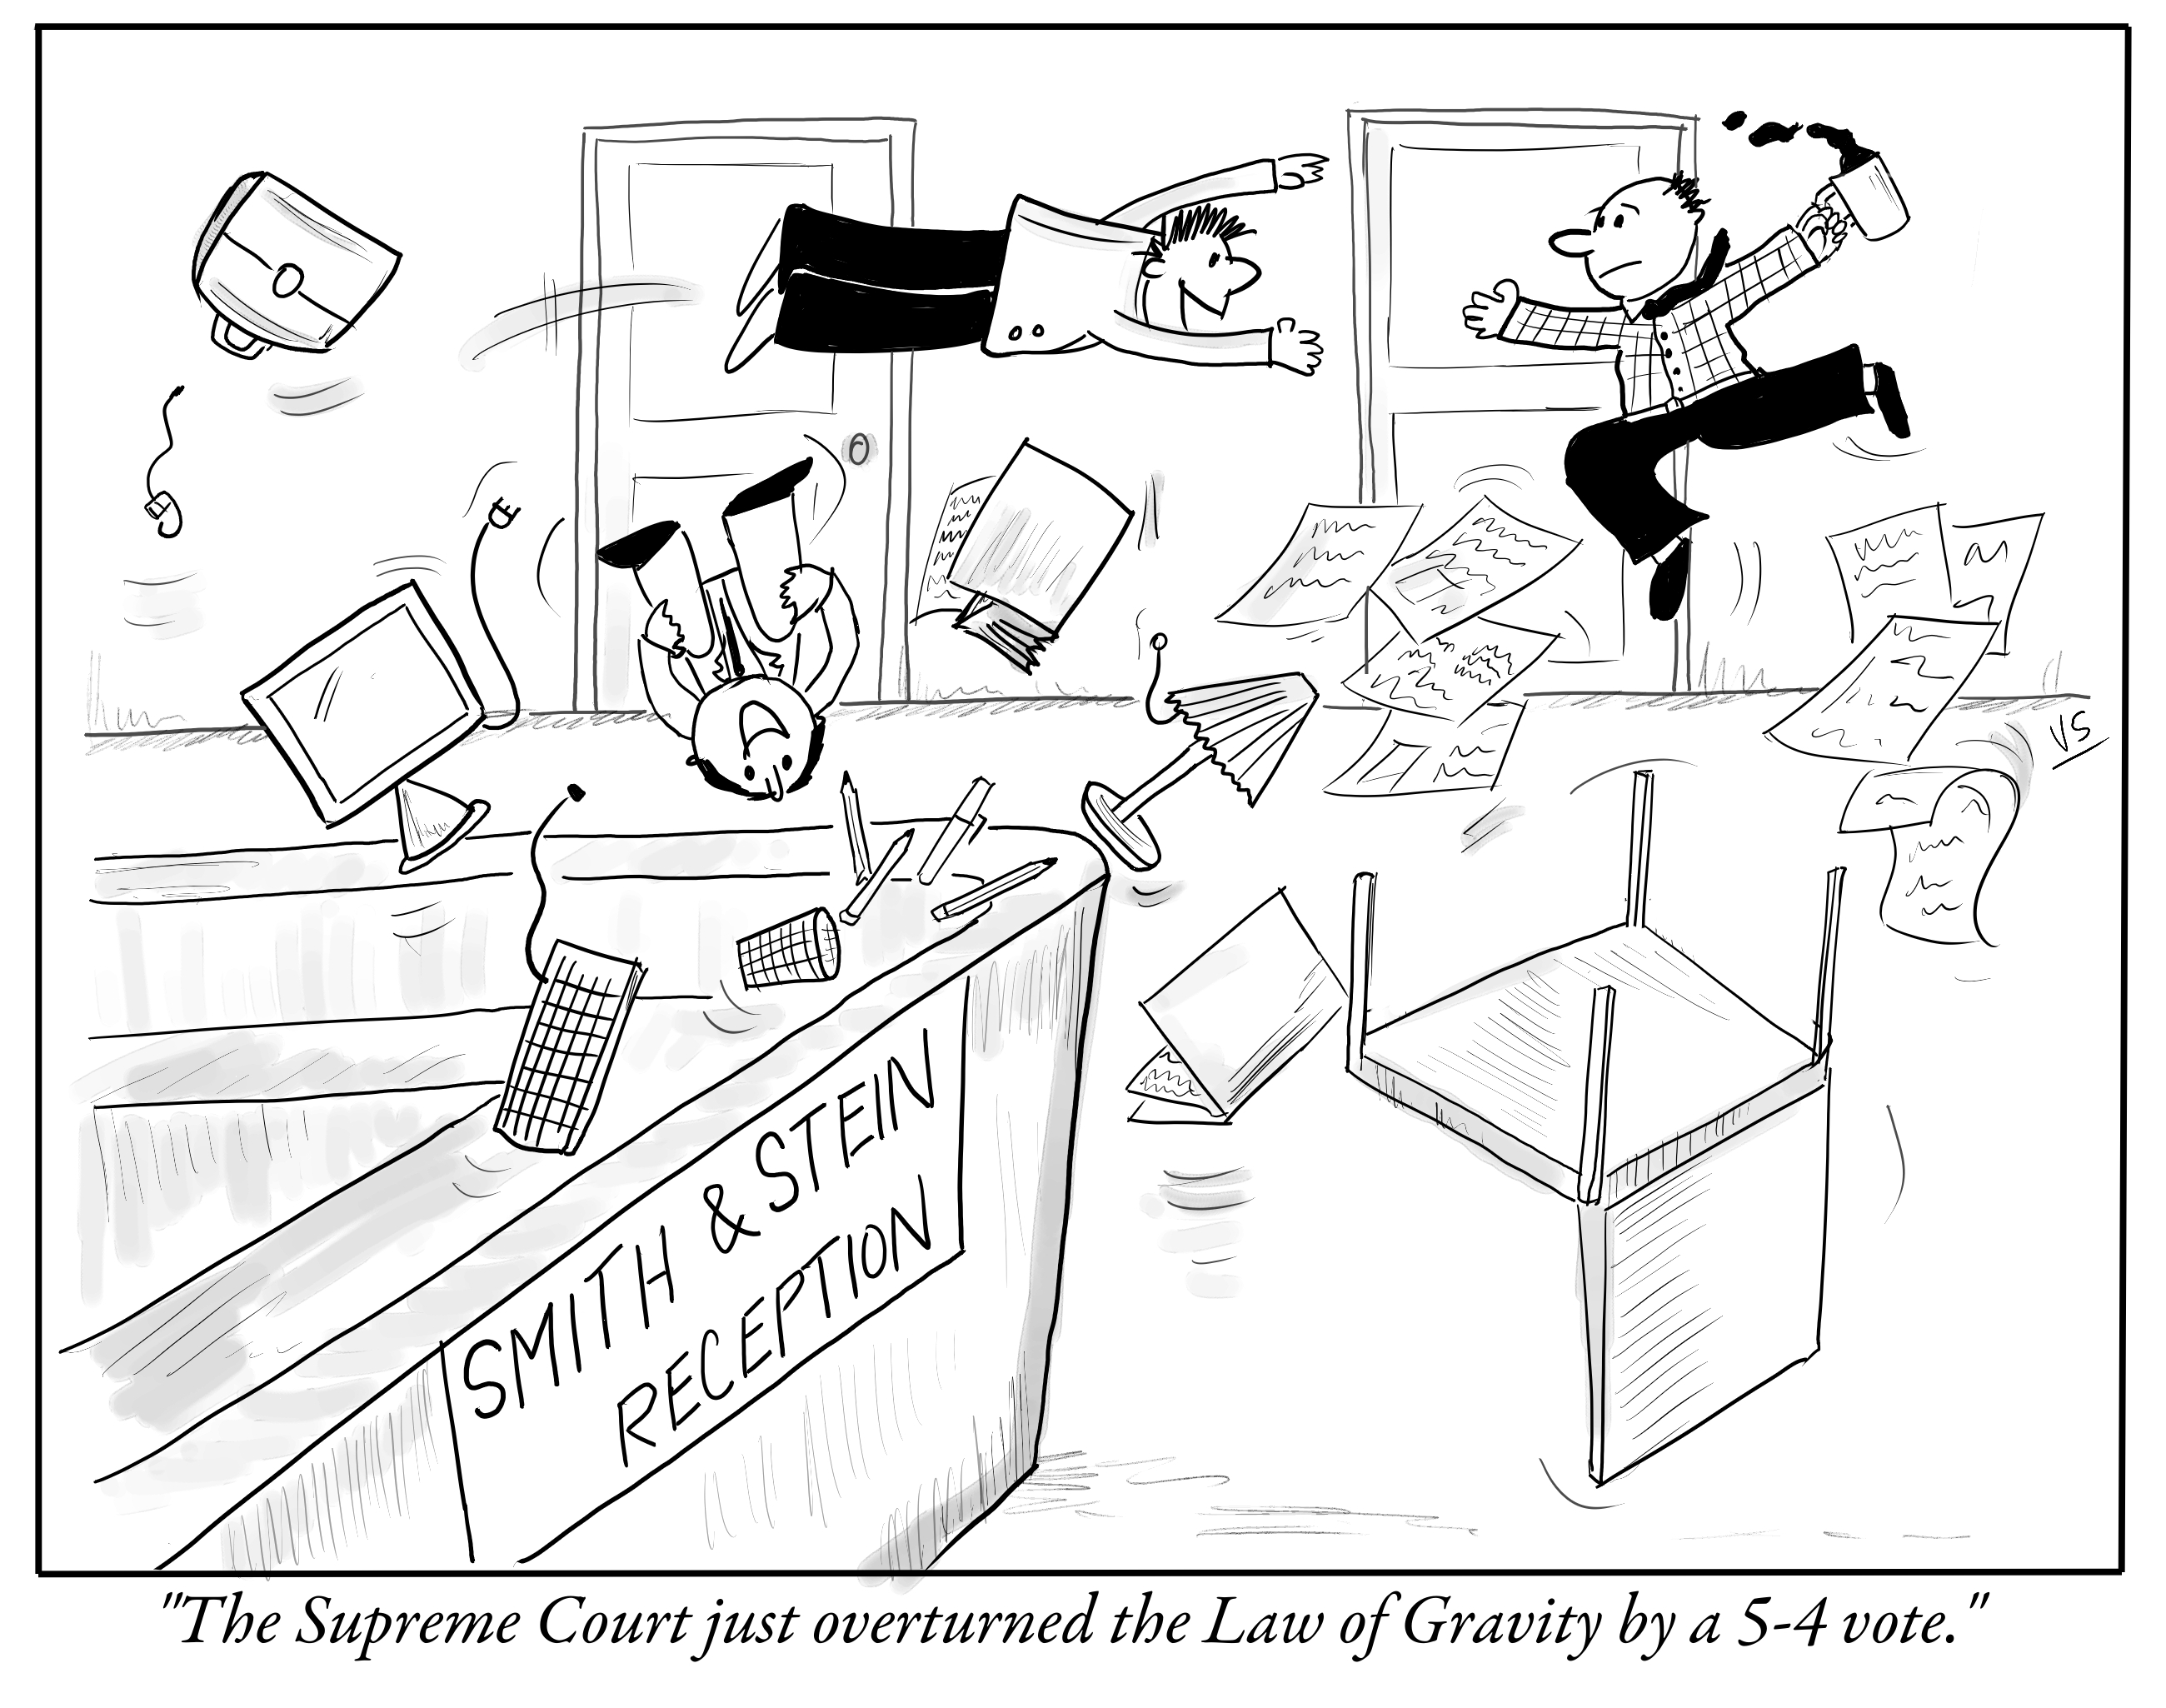 VS
SMITH & STEIN
RECEPTION
"The Supreme Court just overturned the Law of Gravity by a 5-4 vote."